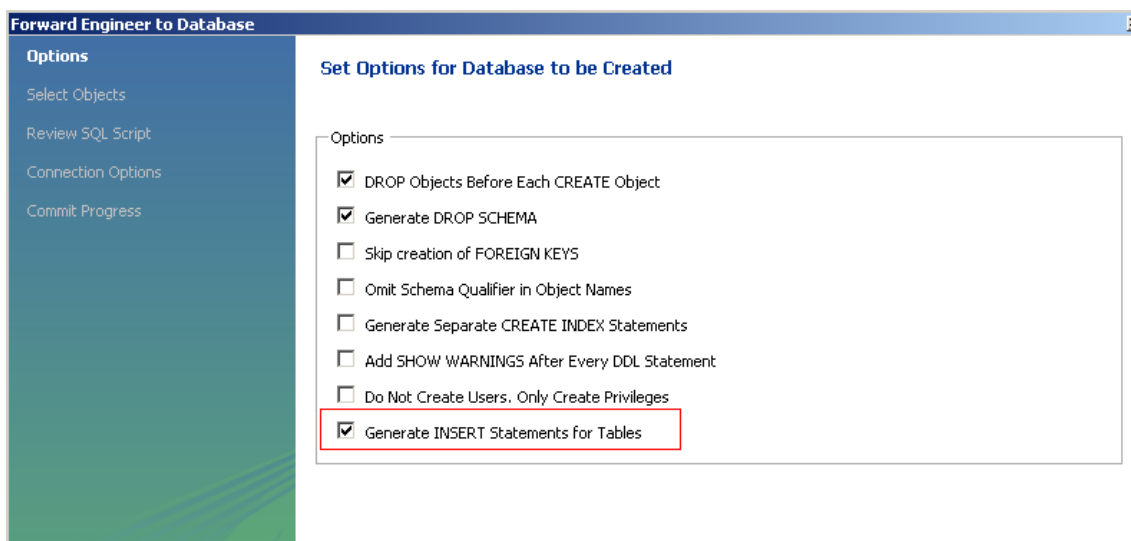 Forward Engineer to Database
Options
Select Objects
Review SQL Script
Connection Options
Commit Progress
Set Options for Database to be Created
Options
DROP Objects Before Each CREATE Object
Generate DROP SCHEMA
Skip creation of FOREIGN KEYS
Omit Schema Qualifier in Object Names
Generate Separate CREATE INDEX Statements
Add SHOW WARNINGS After Every DDL Statement
Do Not Create Users. Only Create Privileges
Generate INSERT Statements for Tables